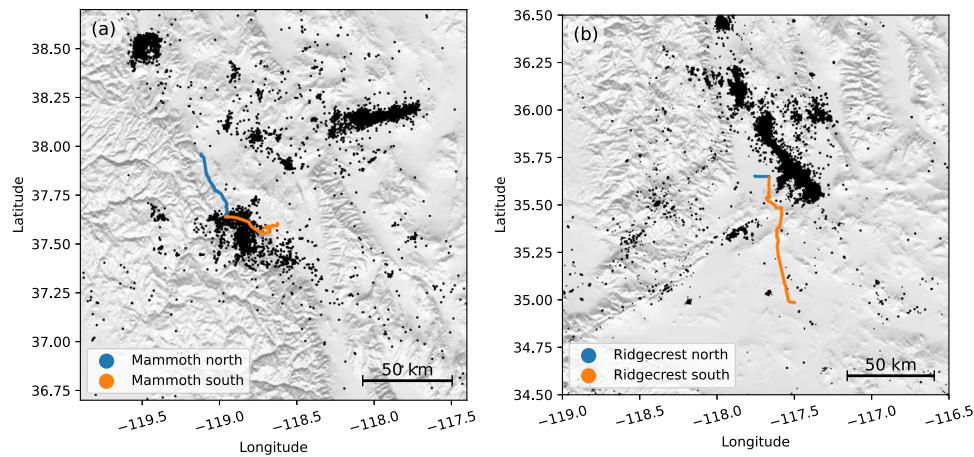 (a)
38.50
38.25
38.00
37.75
37.50
37.25
37.00
36.75
Latitude
Mammoth north
Mammoth south
50 km
−119.5
−119.0
−118.5
−118.0
−117.5
Longitude
(b)
36.50
36.25
36.00
35.75
35.50
35.25
35.00
34.75
34.50
Latitude
Ridgecrest north
Ridgecrest south
50 km
−119.0
−118.5
−118.0
−117.5
−117.0
−116.5
Longitude